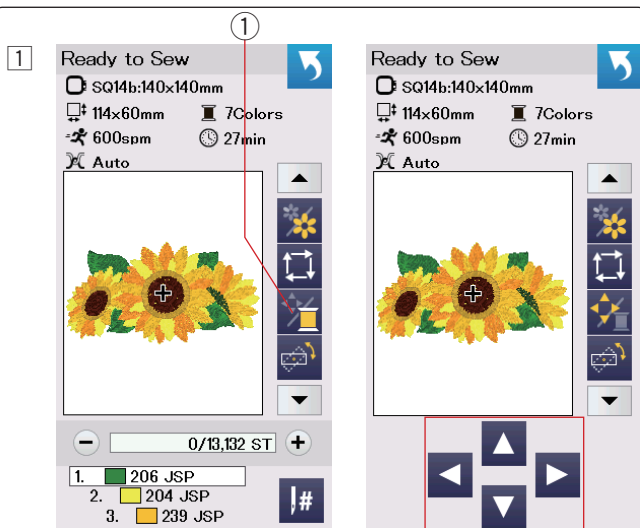 ①
1
Ready to Sew
SQ14b:140x140mm
114x60mm 7Colors
600spm 27min
Auto
0/13,132 ST
1. 206 JSP
2. 204 JSP
3. 239 JSP
#
Ready to Sew
SQ14b:140x140mm
114x60mm 7Colors
600spm 27min
Auto